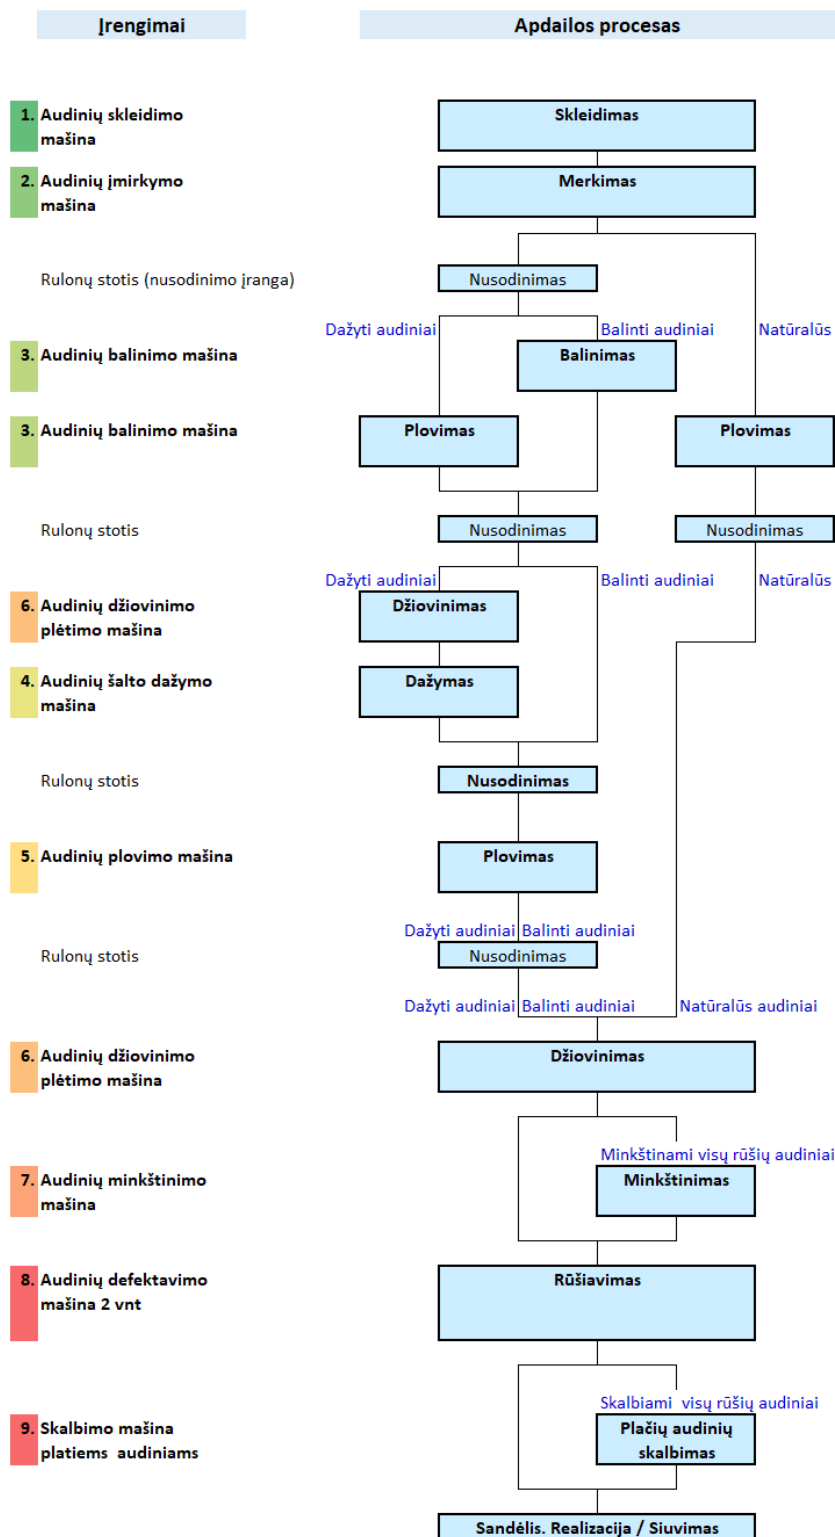 Įrengimai
Apdailos procesas
1. Audinių skleidimo
mašina
Skleidimas
2. Audinių įmirkymo
mašina
Merkimas
Rulonų stotis (nusodinimo įranga)
Nusodinimas
Dažyti audiniai
Balinti audiniai
Natūralūs
3. Audinių balinimo mašina
Balinimas
3. Audinių balinimo mašina
Plovimas
Plovimas
Rulonų stotis
Nusodinimas
Nusodinimas
Dažyti audiniai
Balinti audiniai
Natūralūs
6. Audinių džiovinimo
plėtimo mašina
Džiovinimas
4. Audinių šalto dažymo
mašina
Dažymas
Rulonų stotis
Nusodinimas
5. Audinių plovimo mašina
Plovimas
Dažyti audiniai Balinti audiniai
Rulonų stotis
Nusodinimas
Dažyti audiniai Balinti audiniai
Natūralūs audiniai
6. Audinių džiovinimo
plėtimo mašina
Džiovinimas
Minkštinami visų rūšių audiniai
7. Audinių minkštinimo
mašina
Minkštinimas
8. Audinių defektavimo
mašina 2 vnt
Rūšiavimas
Skalbiami  visų rūšių audiniai
9. Skalbimo mašina
platiems  audiniams
Plačių audinių
skalbimas
Sandėlis. Realizacija / Siuvimas